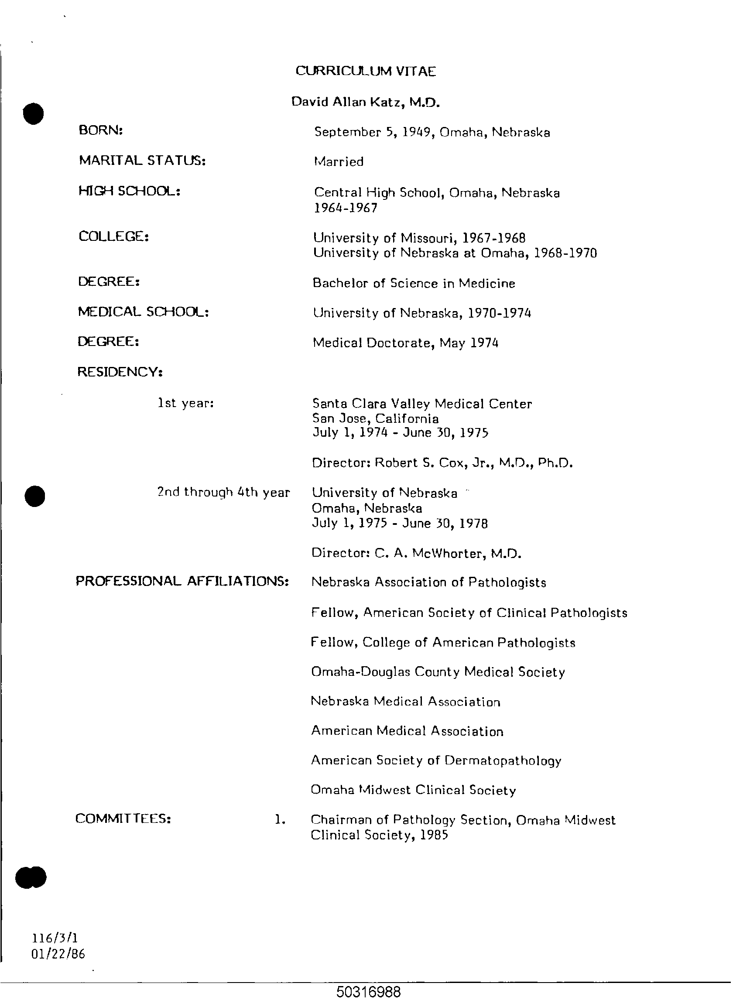 CURRICULUM VITAE
David Allan Katz, M.D.
BORN: September 5, 1949, Omaha, Nebraska
MARITAL STATUS: Married
HIGH SCHOOL: Central High School, Omaha, Nebraska
1964-1967
COLLEGE: University of Missouri, 1967-1968
University of Nebraska at Omaha, 1968-1970
DEGREE: Bachelor of Science in Medicine
MEDICAL SCHOOL: University of Nebraska, 1970-1974
DEGREE: Medical Doctorate, May 1974
RESIDENCY:
1st year: Santa Clara Valley Medical Center
San Jose, California
July 1, 1974 - June 30, 1975
Director: Robert S. Cox, Jr., M.D., Ph.D.
2nd through 4th year University of Nebraska
Omaha, Nebraska
July 1, 1975 - June 30, 1978
Director: C. A. McWhorter, M.D.
PROFESSIONAL AFFILIATIONS: Nebraska Association of Pathologists
Fellow, American Society of Clinical Pathologists
Fellow, College of American Pathologists
Omaha-Douglas County Medical Society
Nebraska Medical Association
American Medical Association
American Society of Dermatopathology
Omaha Midwest Clinical Society
COMMITTEES: 1. Chairman of Pathology Section, Omaha Midwest
Clinical Society, 1985
116/3/1
01/22/86
50316988